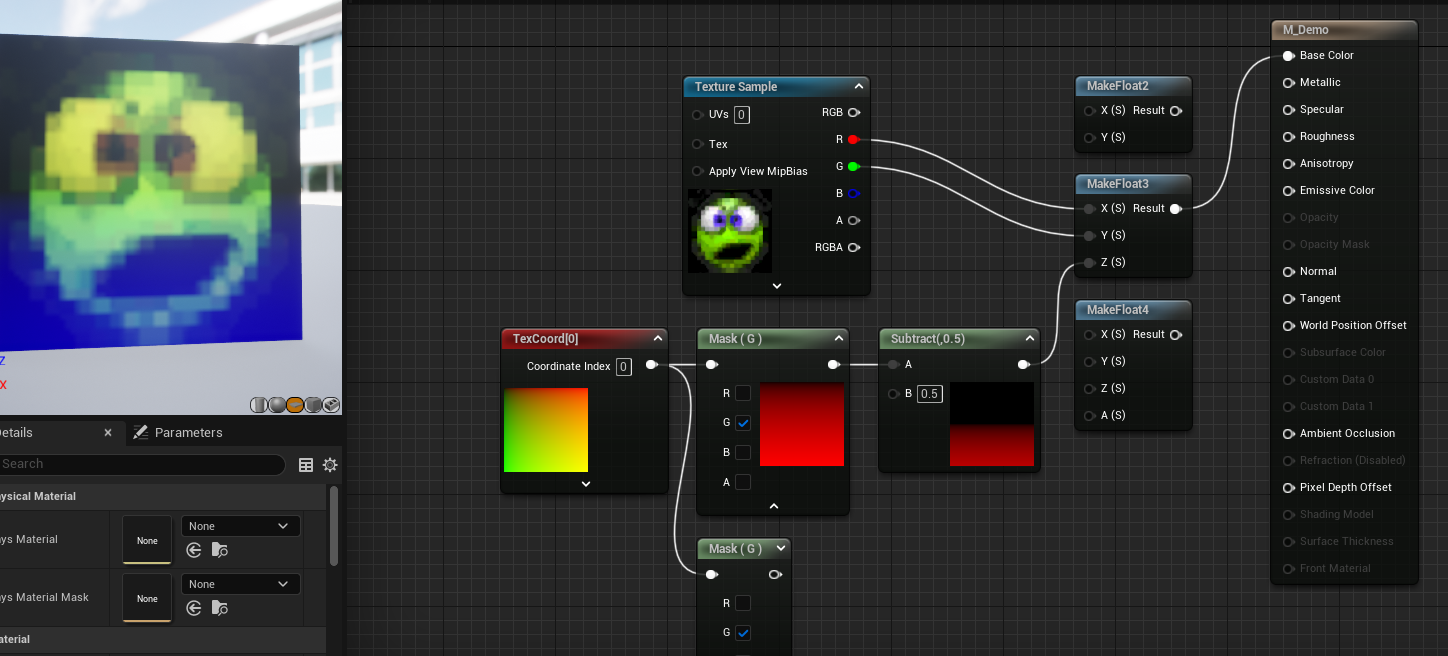 M_Demo
Base Color
Metallic
Specular
Roughness
Anisotropy
Emissive Color
Opacity
Opacity Mask
Normal
Tangent
World Position Offset
Subsurface Color
Custom Data 0
Custom Data 1
Ambient Occlusion
Refraction (Disabled)
Pixel Depth Offset
Shading Model
Surface Thickness
Front Material
Texture Sample
UVs 0
RGB
Tex
R
Apply View MipBias
G
B
A
RGBA
MakeFloat2
X (S) Result
Y (S)
MakeFloat3
X (S) Result
Y (S)
Z (S)
MakeFloat4
X (S) Result
Y (S)
Z (S)
A (S)
TexCoord[0]
Coordinate Index 0
Mask ( G )
R
G
B
A
Subtract(,0.5)
A
B 0.5
Mask ( G )
R
G
Z
X
etails
Parameters
Search
ysical Material
ys Material
None
None
ys Material Mask
None
None
aterial